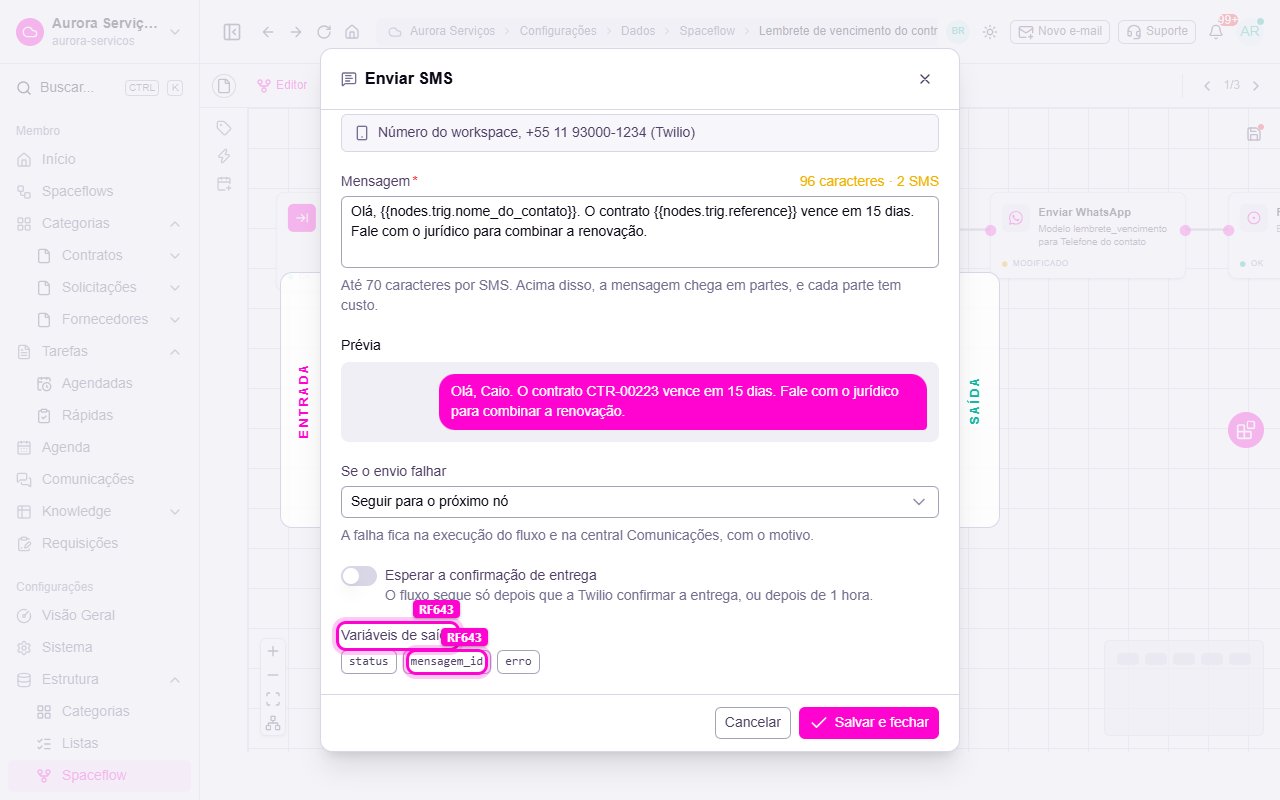 Aurora Serviç...
aurora-servicos
Buscar...
CTRL
K
Membro
Início
Spaceflows
Categorias
Contratos
Solicitações
Fornecedores
Tarefas
Agendadas
Rápidas
Agenda
Comunicações
Knowledge
Requisições
Configurações
Visão Geral
Sistema
Estrutura
Categorias
Listas
Spaceflow
Aurora Serviços
Configurações
Dados
Spaceflow
Lembrete de vencimento do contr
BR
Novo e-mail
Suporte
99+
AR
Editor
1/3
Enviar SMS
Número do workspace, +55 11 93000-1234 (Twilio)
Mensagem*
96 caracteres · 2 SMS
Olá, {{nodes.trig.nome_do_contato}}. O contrato {{nodes.trig.reference}} vence em 15 dias.
Fale com o jurídico para combinar a renovação.
Até 70 caracteres por SMS. Acima disso, a mensagem chega em partes, e cada parte tem
custo.
Prévia
Olá, Caio. O contrato CTR-00223 vence em 15 dias. Fale com o jurídico
para combinar a renovação.
Se o envio falhar
Seguir para o próximo nó
A falha fica na execução do fluxo e na central Comunicações, com o motivo.
Esperar a confirmação de entrega
O fluxo segue só depois que a Twilio confirmar a entrega, ou depois de 1 hora.
RF643
Variáveis de
RF643
status
mensagem_id
erro
Cancelar
Salvar e fechar
ENTRADA
SAÍDA
Enviar WhatsApp
Modelo lembrete_vencimento
para Telefone do contato
MODIFICADO
OK